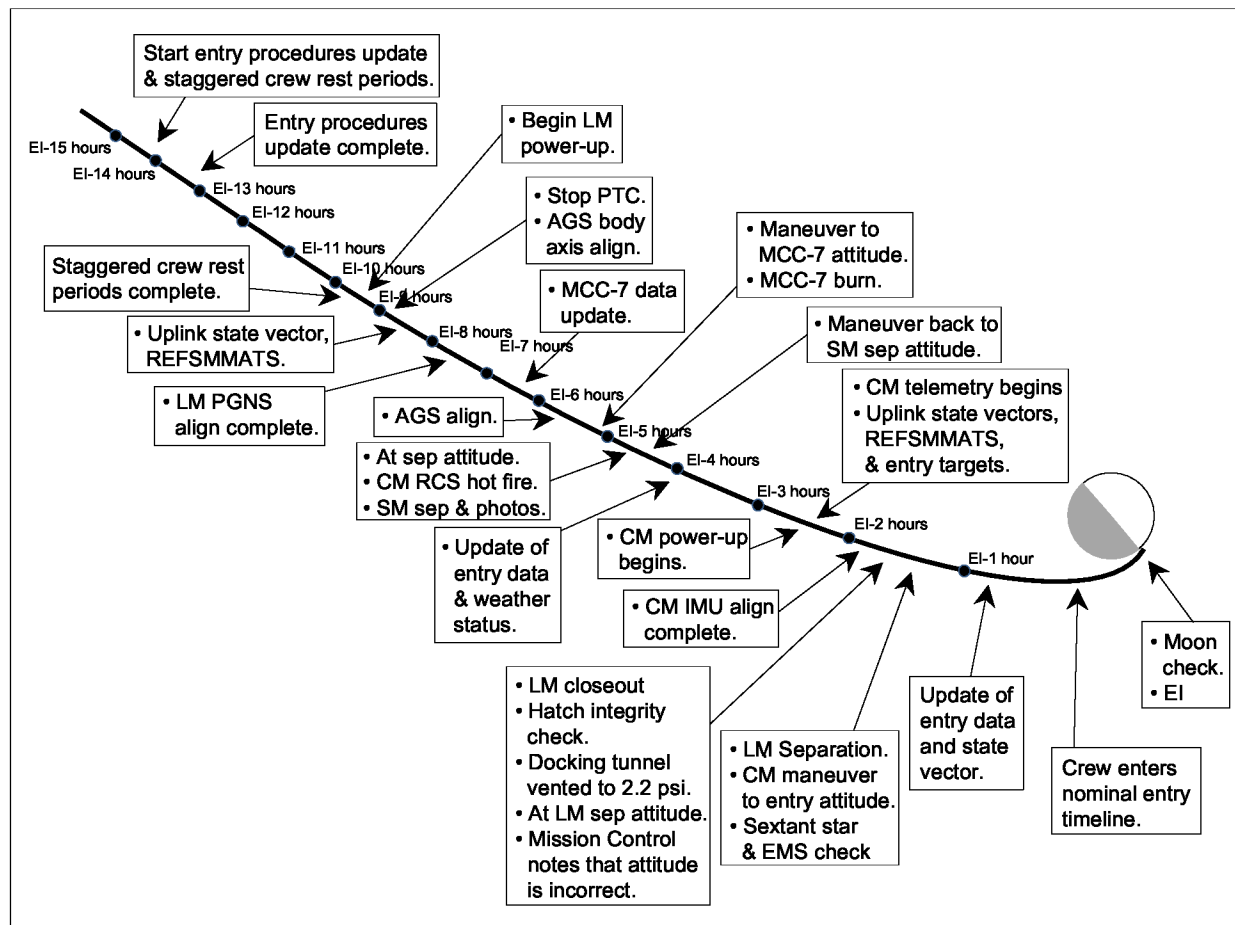 Start entry procedures update
& staggered crew rest periods.
Entry procedures
update complete.
• Begin LM
power-up.
EI-15 hours
EI-14 hours
EI-13 hours
EI-12 hours
EI-11 hours
EI-10 hours
EI-9 hours
EI-8 hours
EI-7 hours
EI-6 hours
EI-5 hours
EI-4 hours
EI-3 hours
EI-2 hours
EI-1 hour
• Stop PTC.
• AGS body
axis align.
• Maneuver to
MCC-7 attitude.
• MCC-7 burn.
Staggered crew rest
periods complete.
• MCC-7 data
update.
• Uplink state vector,
REFSMMATS.
• Maneuver back to
SM sep attitude.
• LM PGNS
align complete.
• AGS align.
• CM telemetry begins
• Uplink state vectors,
REFSMMATS,
& entry targets.
• At sep attitude.
• CM RCS hot fire.
• SM sep & photos.
• Update of
entry data
& weather
status.
• CM power-up
begins.
• CM IMU align
complete.
• LM closeout
• Hatch integrity
check.
• Docking tunnel
vented to 2.2 psi.
• At LM sep attitude.
• Mission Control
notes that attitude
is incorrect.
• LM Separation.
• CM maneuver
to entry attitude.
• Sextant star
& EMS check
Update of
entry data
and state
vector.
Crew enters
nominal entry
timeline.
• Moon
check.
• EI